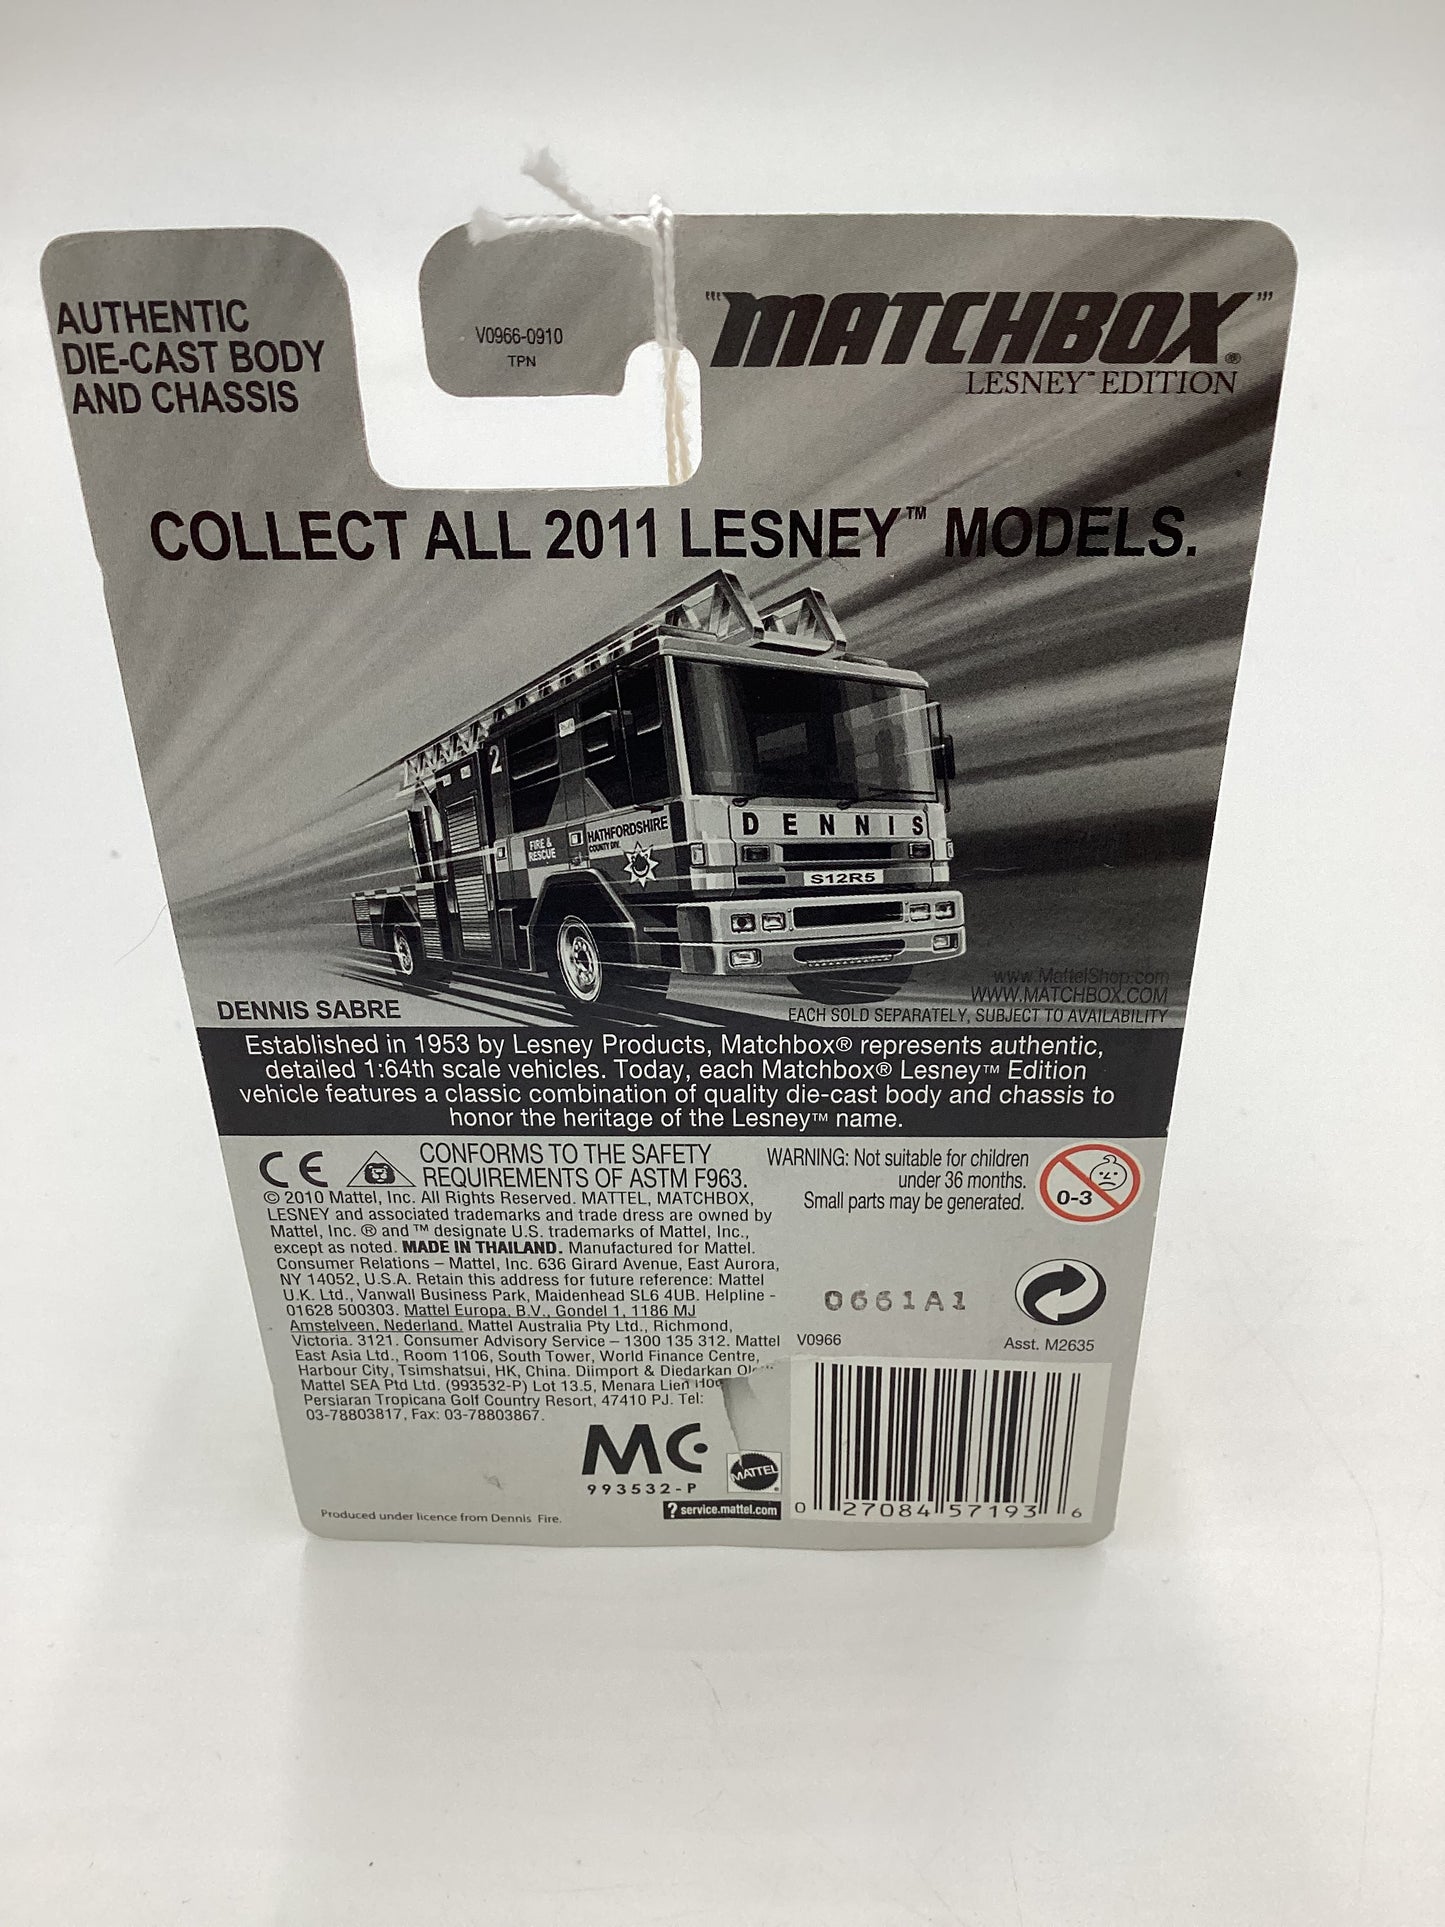 AUTHENTIC
DIE-CAST BODY
AND CHASSIS
V0966-0910
TPN
MATCHBOX®
LESNEY™ EDITION
COLLECT ALL 2011 LESNEY™ MODELS.
2
FIRE &
RESCUE
HATHFORDSHIRE
COUNTY DIV.
DENNIS
S12R5
www.MattelShop.com
WWW.MATCHBOX.COM
DENNIS SABRE
EACH SOLD SEPARATELY, SUBJECT TO AVAILABILITY
Established in 1953 by Lesney Products, Matchbox® represents authentic,
detailed 1:64th scale vehicles. Today, each Matchbox® Lesney™ Edition
vehicle features a classic combination of quality die-cast body and chassis to
honor the heritage of the Lesney™ name.
CE
CONFORMS TO THE SAFETY
REQUIREMENTS OF ASTM F963.
© 2010 Mattel, Inc. All Rights Reserved. MATTEL, MATCHBOX,
LESNEY and associated trademarks and trade dress are owned by
Mattel, Inc. ® and ™ designate U.S. trademarks of Mattel, Inc.,
except as noted. MADE IN THAILAND. Manufactured for Mattel.
Consumer Relations – Mattel, Inc. 636 Girard Avenue, East Aurora,
NY 14052, U.S.A. Retain this address for future reference: Mattel
U.K. Ltd., Vanwall Business Park, Maidenhead SL6 4UB. Helpline -
01628 500303. Mattel Europa, B.V., Gondel 1, 1186 MJ
Amstelveen, Nederland. Mattel Australia Pty Ltd., Richmond,
Victoria. 3121. Consumer Advisory Service – 1300 135 312. Mattel
East Asia Ltd., Room 1106, South Tower, World Finance Centre,
Harbour City, Tsimshatsui, HK, China. Diimport & Diedarkan
Mattel SEA Ptd Ltd. (993532-P) Lot 13.5, Menara Lien
Persiaran Tropicana Golf Country Resort, 47410 PJ. Tel:
03-78803817, Fax: 03-78803867.
WARNING: Not suitable for children
under 36 months.
Small parts may be generated.
0-3
0661A1
V0966
Asst. M2635
MC
993532-P
MATTEL
? service.mattel.com
Produced under licence from Dennis Fire.
0 27084 57193 6